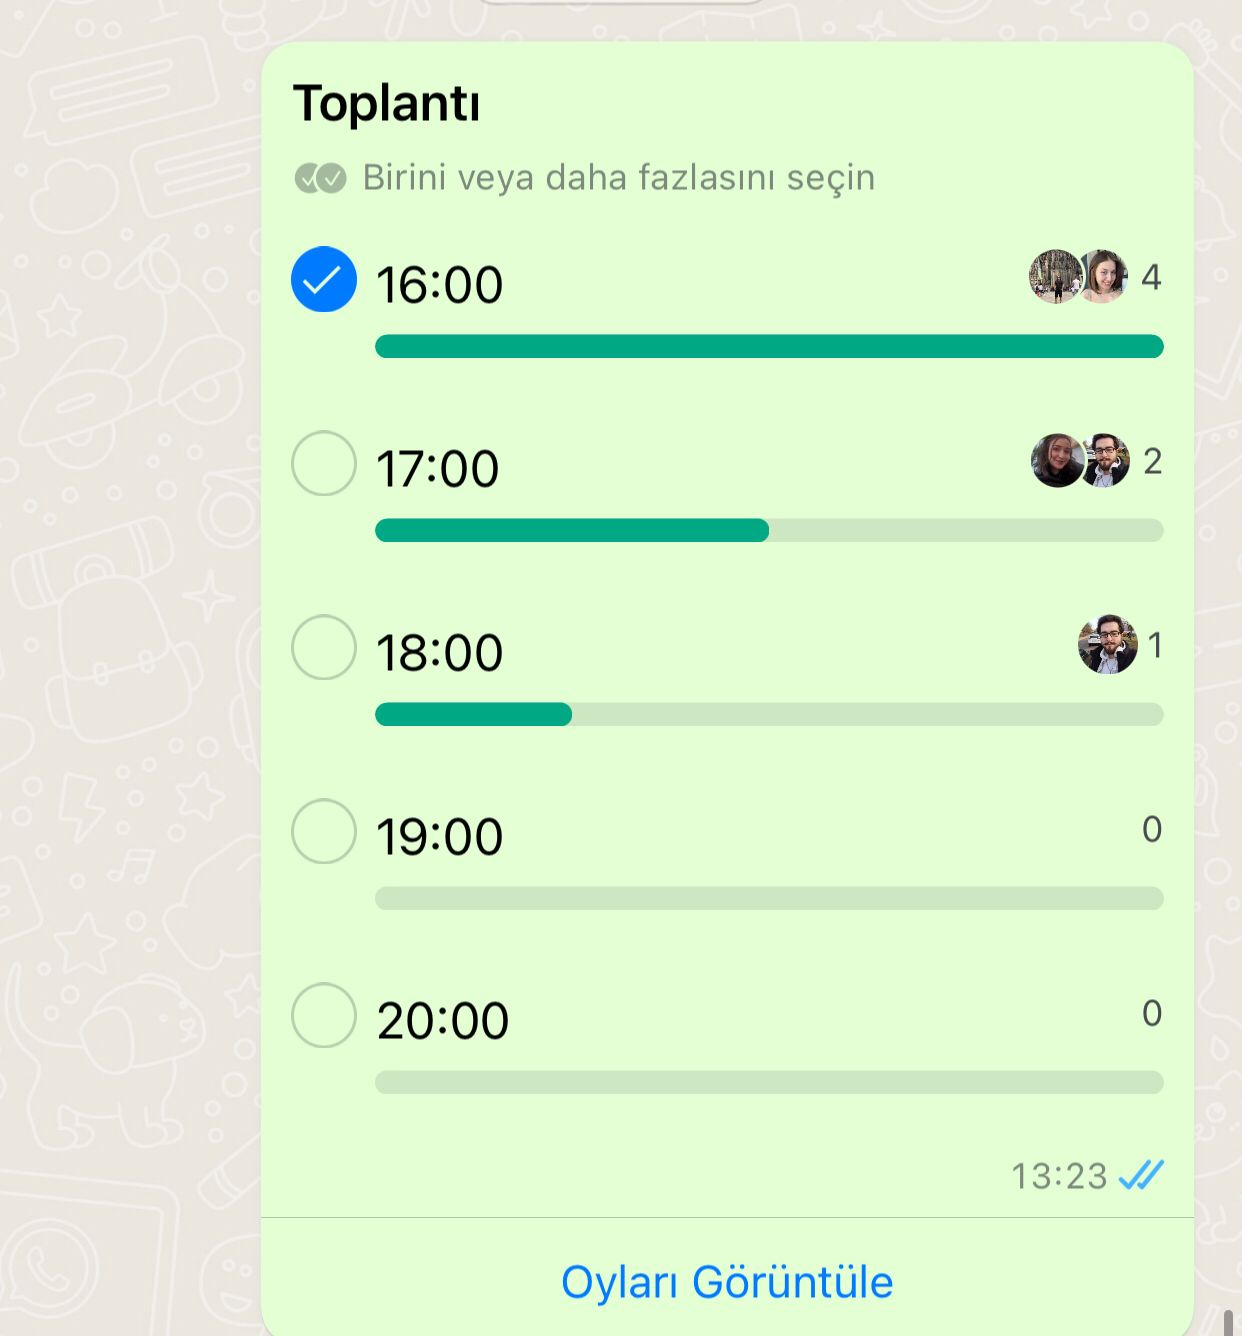 Toplantı
Birini veya daha fazlasını seçin
16:00 4
17:00 2
18:00 1
19:00 0
20:00 0
13:23
Oyları Görüntüle